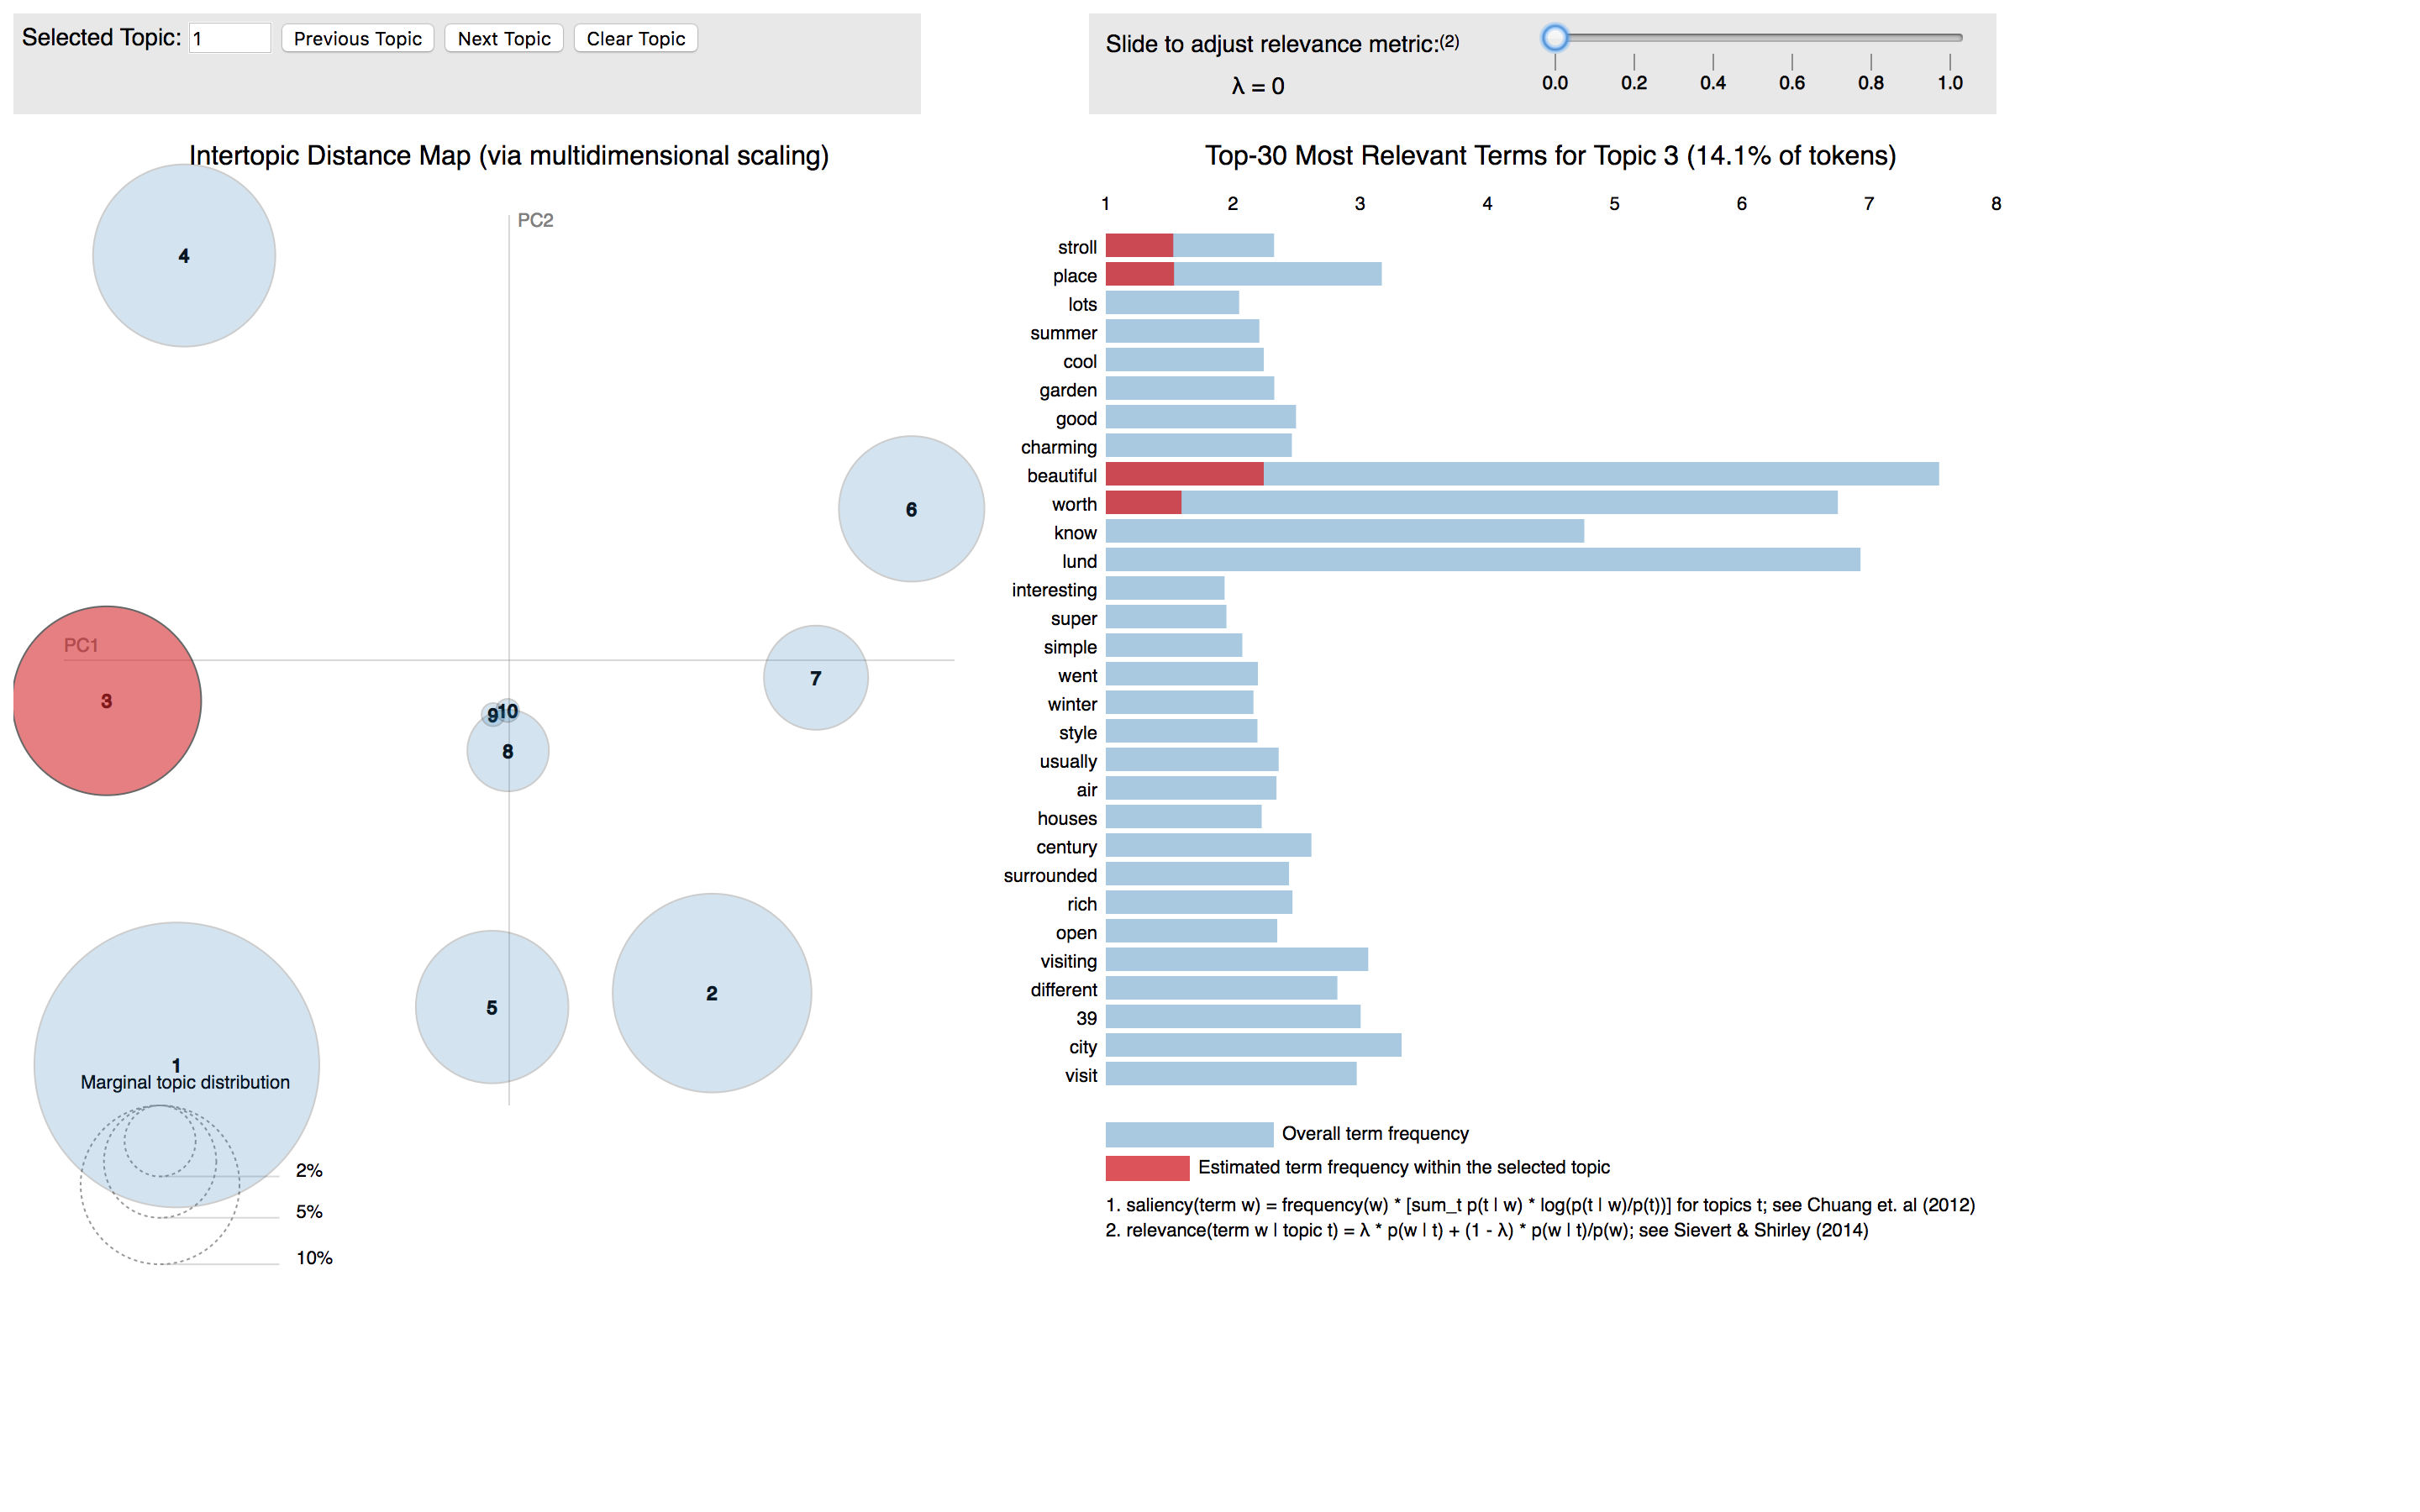 Selected Topic: 1 Previous Topic Next Topic Clear Topic
Slide to adjust relevance metric:(2)
λ = 0
0.0 0.2 0.4 0.6 0.8 1.0
Intertopic Distance Map (via multidimensional scaling)
PC2
4
6
PC1
3
7
9
10
8
5
2
1
Marginal topic distribution
2%
5%
10%
Top-30 Most Relevant Terms for Topic 3 (14.1% of tokens)
1 2 3 4 5 6 7 8
stroll
place
lots
summer
cool
garden
good
charming
beautiful
worth
know
lund
interesting
super
simple
went
winter
style
usually
air
houses
century
surrounded
rich
open
visiting
different
39
city
visit
Overall term frequency
Estimated term frequency within the selected topic
1. saliency(term w) = frequency(w) * [sum_t p(t | w) * log(p(t | w)/p(t))] for topics t; see Chuang et. al (2012)
2. relevance(term w | topic t) = λ * p(w | t) + (1 - λ) * p(w | t)/p(w); see Sievert & Shirley (2014)